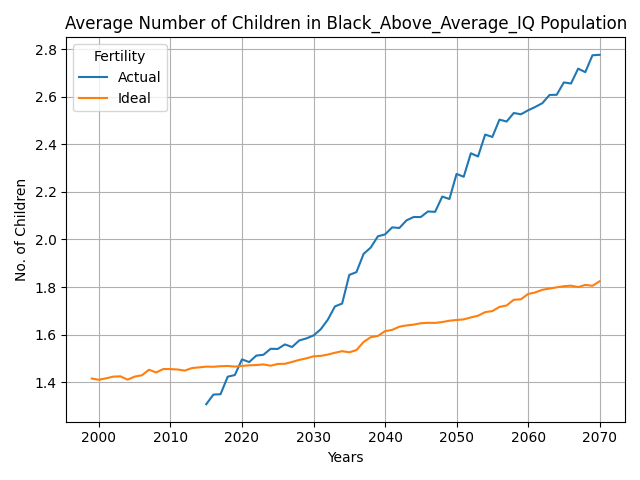 Average Number of Children in Black_Above_Average_IQ Population
Fertility
Actual
Ideal
No. of Children
2.8
2.6
2.4
2.2
2.0
1.8
1.6
1.4
2000 2010 2020 2030 2040 2050 2060 2070
Years